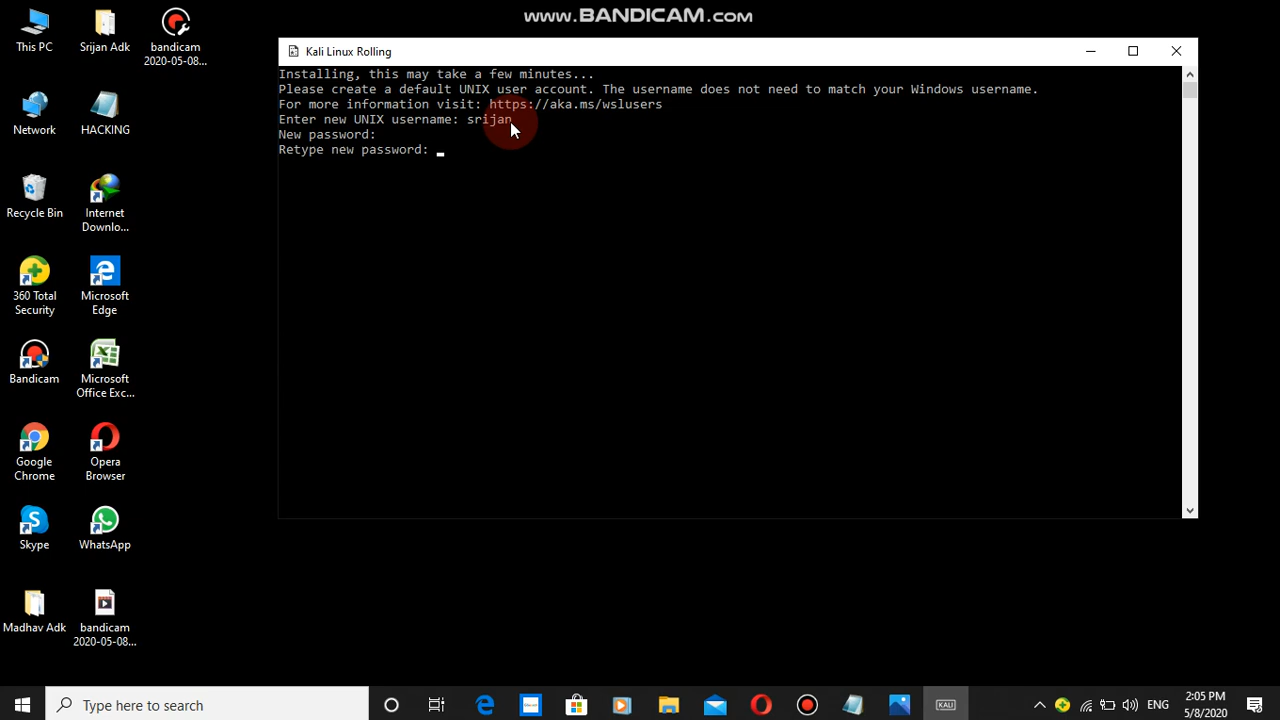 www.BANDICAM.com
This PC
Srijan Adk
bandicam
2020-05-08...
Network
HACKING
Recycle Bin
Internet
Downlo...
360 Total
Security
Microsoft
Edge
Bandicam
Microsoft
Office Exc...
Google
Chrome
Opera
Browser
Skype
WhatsApp
Madhav Adk
bandicam
2020-05-08...
Kali Linux Rolling
Installing, this may take a few minutes...
Please create a default UNIX user account. The username does not need to match your Windows username.
For more information visit: https://aka.ms/wslusers
Enter new UNIX username: srijan
New password:
Retype new password:
Type here to search
KALI
ENG
2:05 PM
5/8/2020